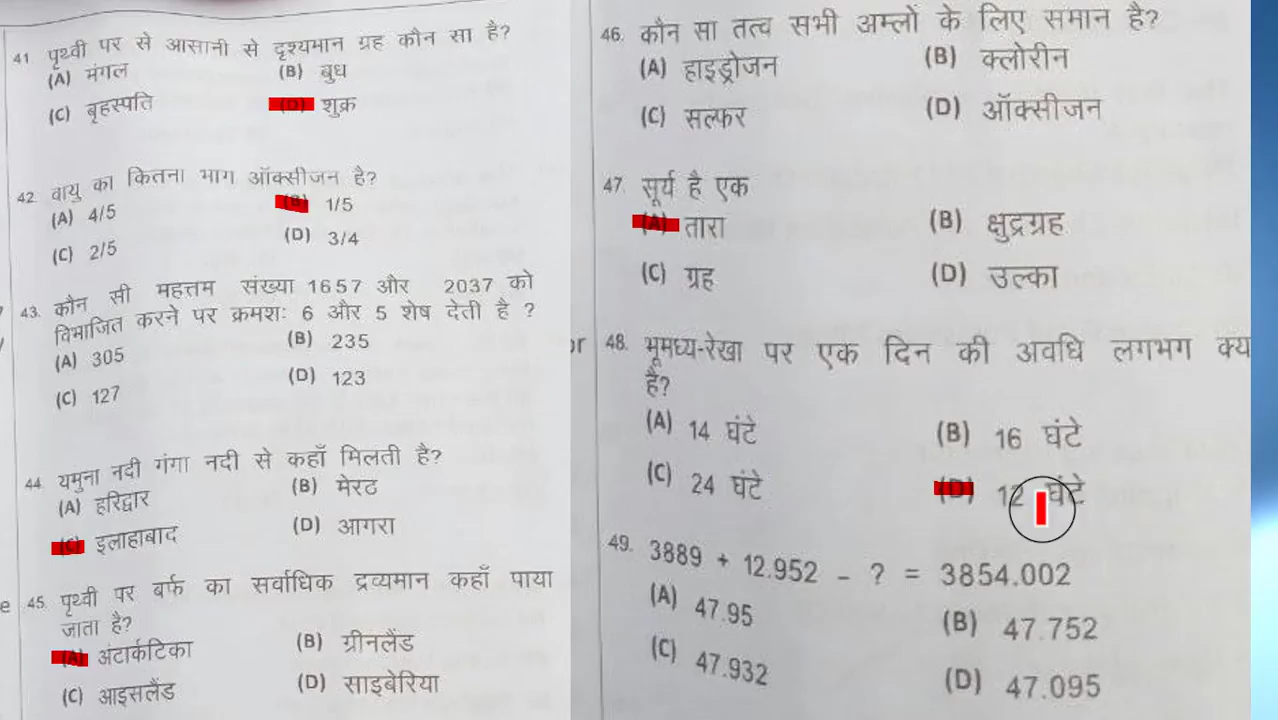 41 पृथ्वी पर से आसानी से दृश्यमान ग्रह कौन सा है?
(A) मंगल (B) बुध
(C) बृहस्पति (D) शुक्र
42 वायु का कितना भाग ऑक्सीजन है?
(A) 4/5 (B) 1/5
(C) 2/5 (D) 3/4
43. कौन सी महत्तम संख्या 1657 और 2037 को
विभाजित करने पर क्रमशः 6 और 5 शेष देती है ?
(A) 305 (B) 235
(C) 127 (D) 123
44. यमुना नदी गंगा नदी से कहाँ मिलती है?
(A) हरिद्वार (B) मेरठ
(C) इलाहाबाद (D) आगरा
e 45. पृथ्वी पर बर्फ का सर्वाधिक द्रव्यमान कहाँ पाया
जाता है?
(A) अंटार्कटिका (B) ग्रीनलैंड
(C) आइसलैंड (D) साइबेरिया
46. कौन सा तत्व सभी अम्लों के लिए समान है?
(A) हाइड्रोजन (B) क्लोरीन
(C) सल्फर (D) ऑक्सीजन
47. सूर्य है एक
(A) तारा (B) क्षुद्रग्रह
(C) ग्रह (D) उल्का
or 48. भूमध्य-रेखा पर एक दिन की अवधि लगभग क्य
है?
(A) 14 घंटे (B) 16 घंटे
(C) 24 घंटे (D) 12 घंटे
49. 3889 + 12.952 – ? = 3854.002
(A) 47.95 (B) 47.752
(C) 47.932 (D) 47.095